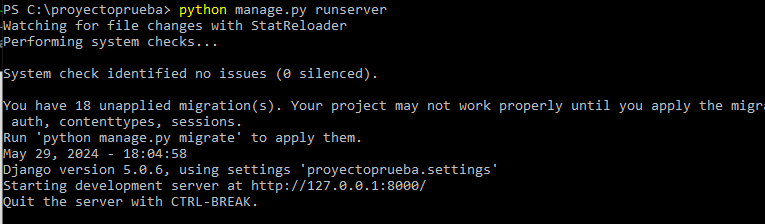 PS C:\proyectoprueba> python manage.py runserver
Watching for file changes with StatReloader
Performing system checks...
System check identified no issues (0 silenced).
You have 18 unapplied migration(s). Your project may not work properly until you apply the migra
auth, contenttypes, sessions.
Run 'python manage.py migrate' to apply them.
May 29, 2024 - 18:04:58
Django version 5.0.6, using settings 'proyectoprueba.settings'
Starting development server at http://127.0.0.1:8000/
Quit the server with CTRL-BREAK.